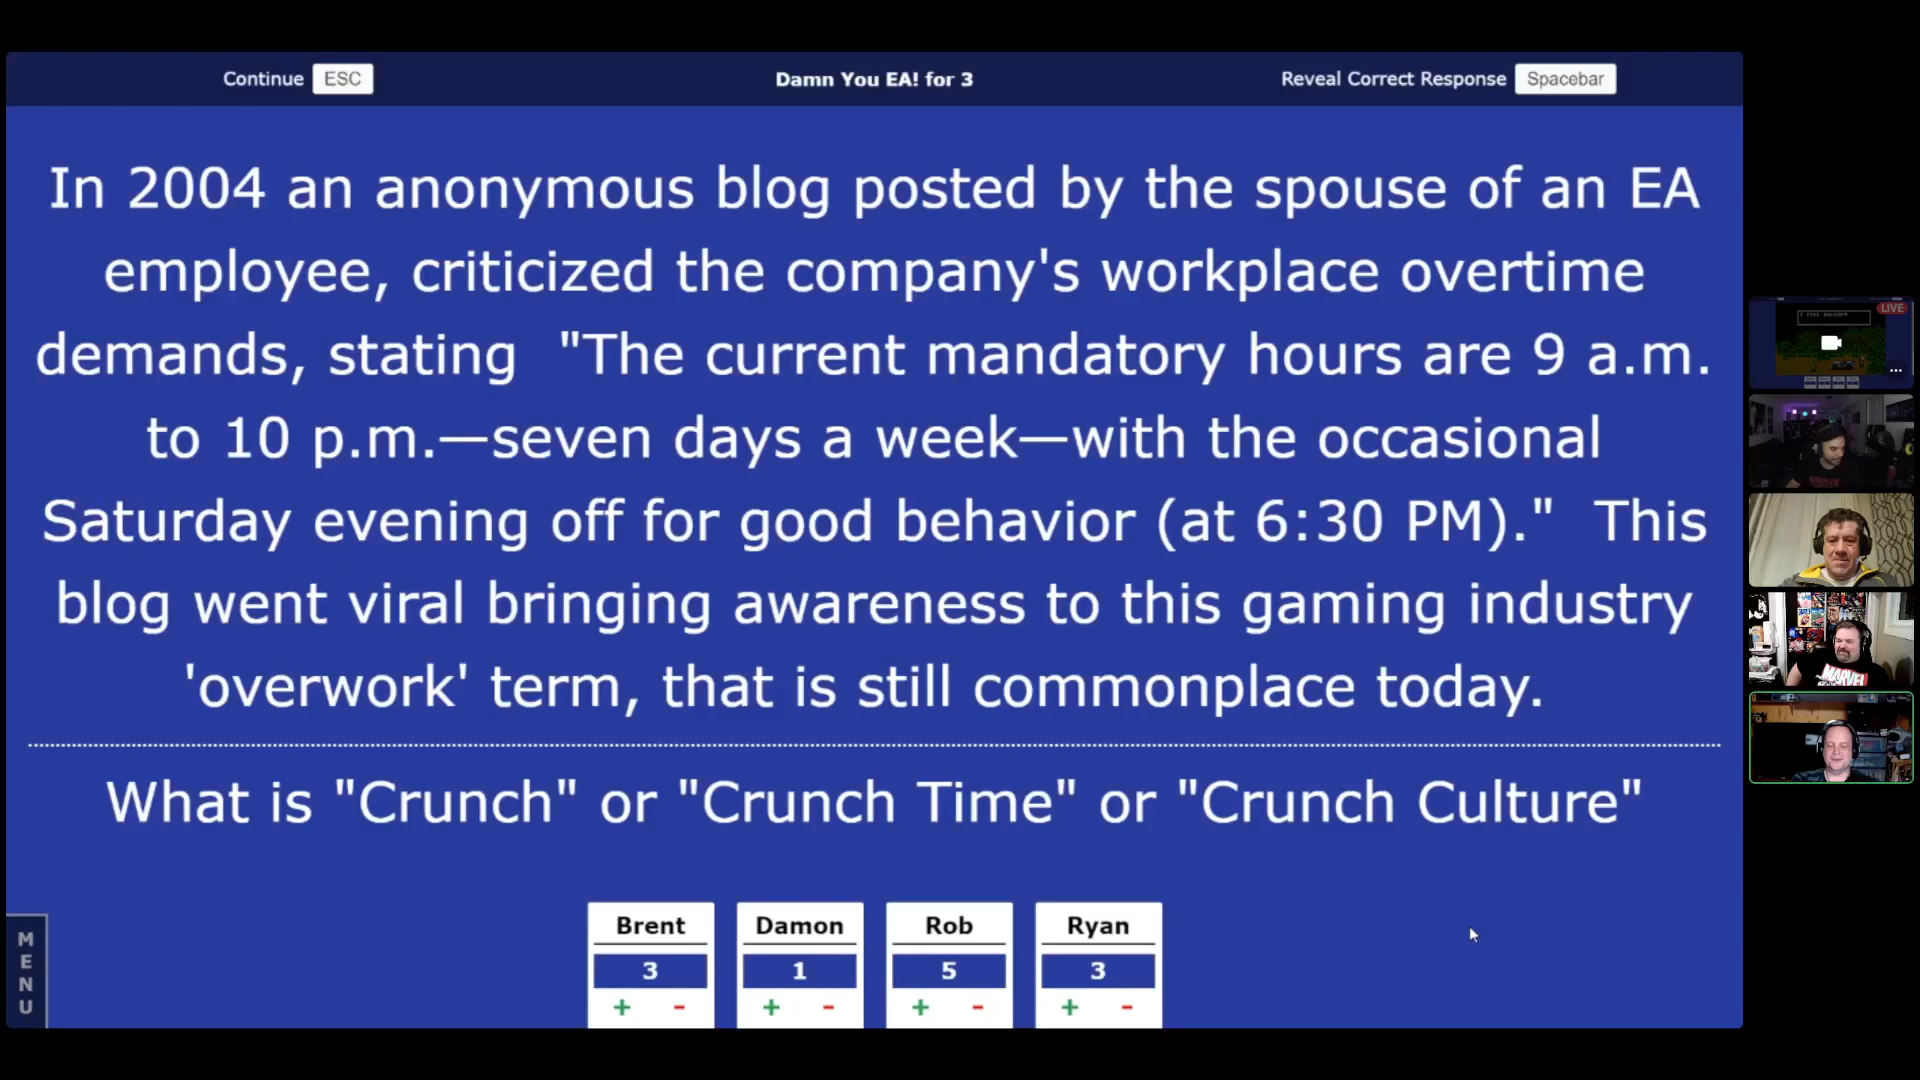 Continue ESC
Damn You EA! for 3
Reveal Correct Response Spacebar
In 2004 an anonymous blog posted by the spouse of an EA
employee, criticized the company's workplace overtime
demands, stating "The current mandatory hours are 9 a.m.
to 10 p.m.—seven days a week—with the occasional
Saturday evening off for good behavior (at 6:30 PM)." This
blog went viral bringing awareness to this gaming industry
'overwork' term, that is still commonplace today.
What is "Crunch" or "Crunch Time" or "Crunch Culture"
MENU
Brent Damon Rob Ryan
3 1 5 3
+ - + - + - + -
LIVE
MARVEL